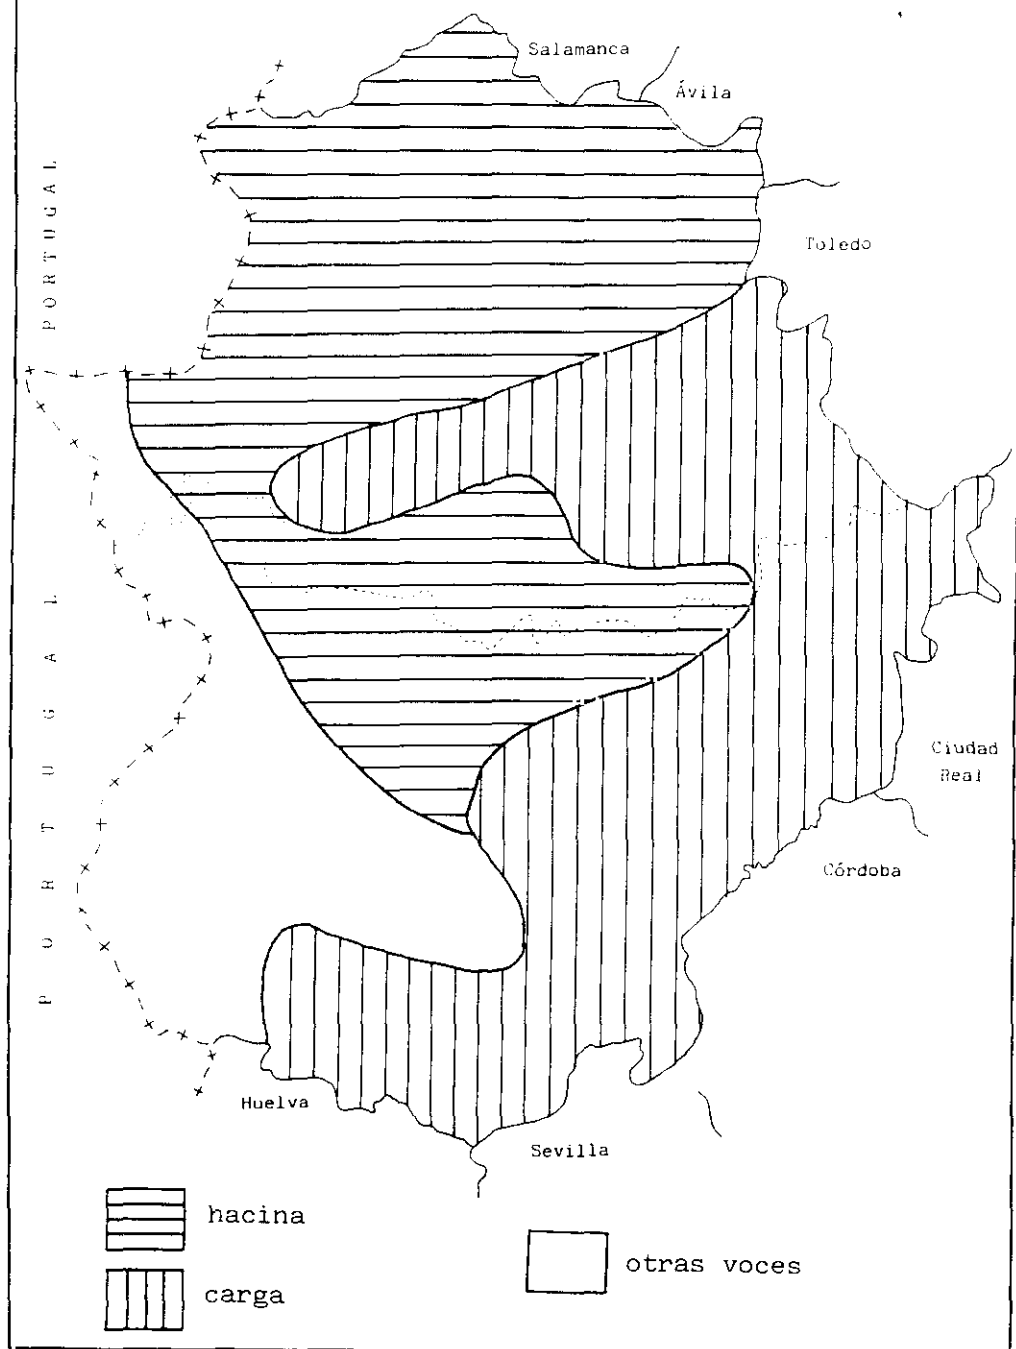 Salamanca
Ávila
PORTUGAL
Toledo
PORTUGAL
Ciudad
Real
Córdoba
Huelva
Sevilla
hacina
carga
otras voces